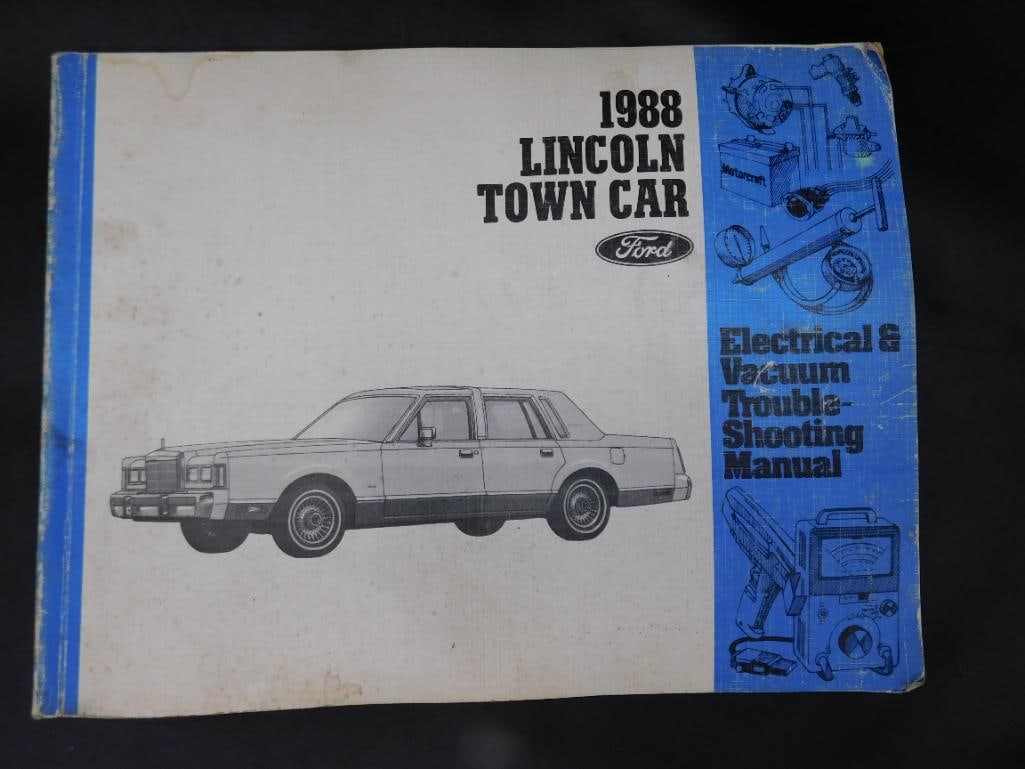 1988
LINCOLN
TOWN CAR
Ford
Motorcraft
Electrical &
Vacuum
Trouble-
Shooting
Manual